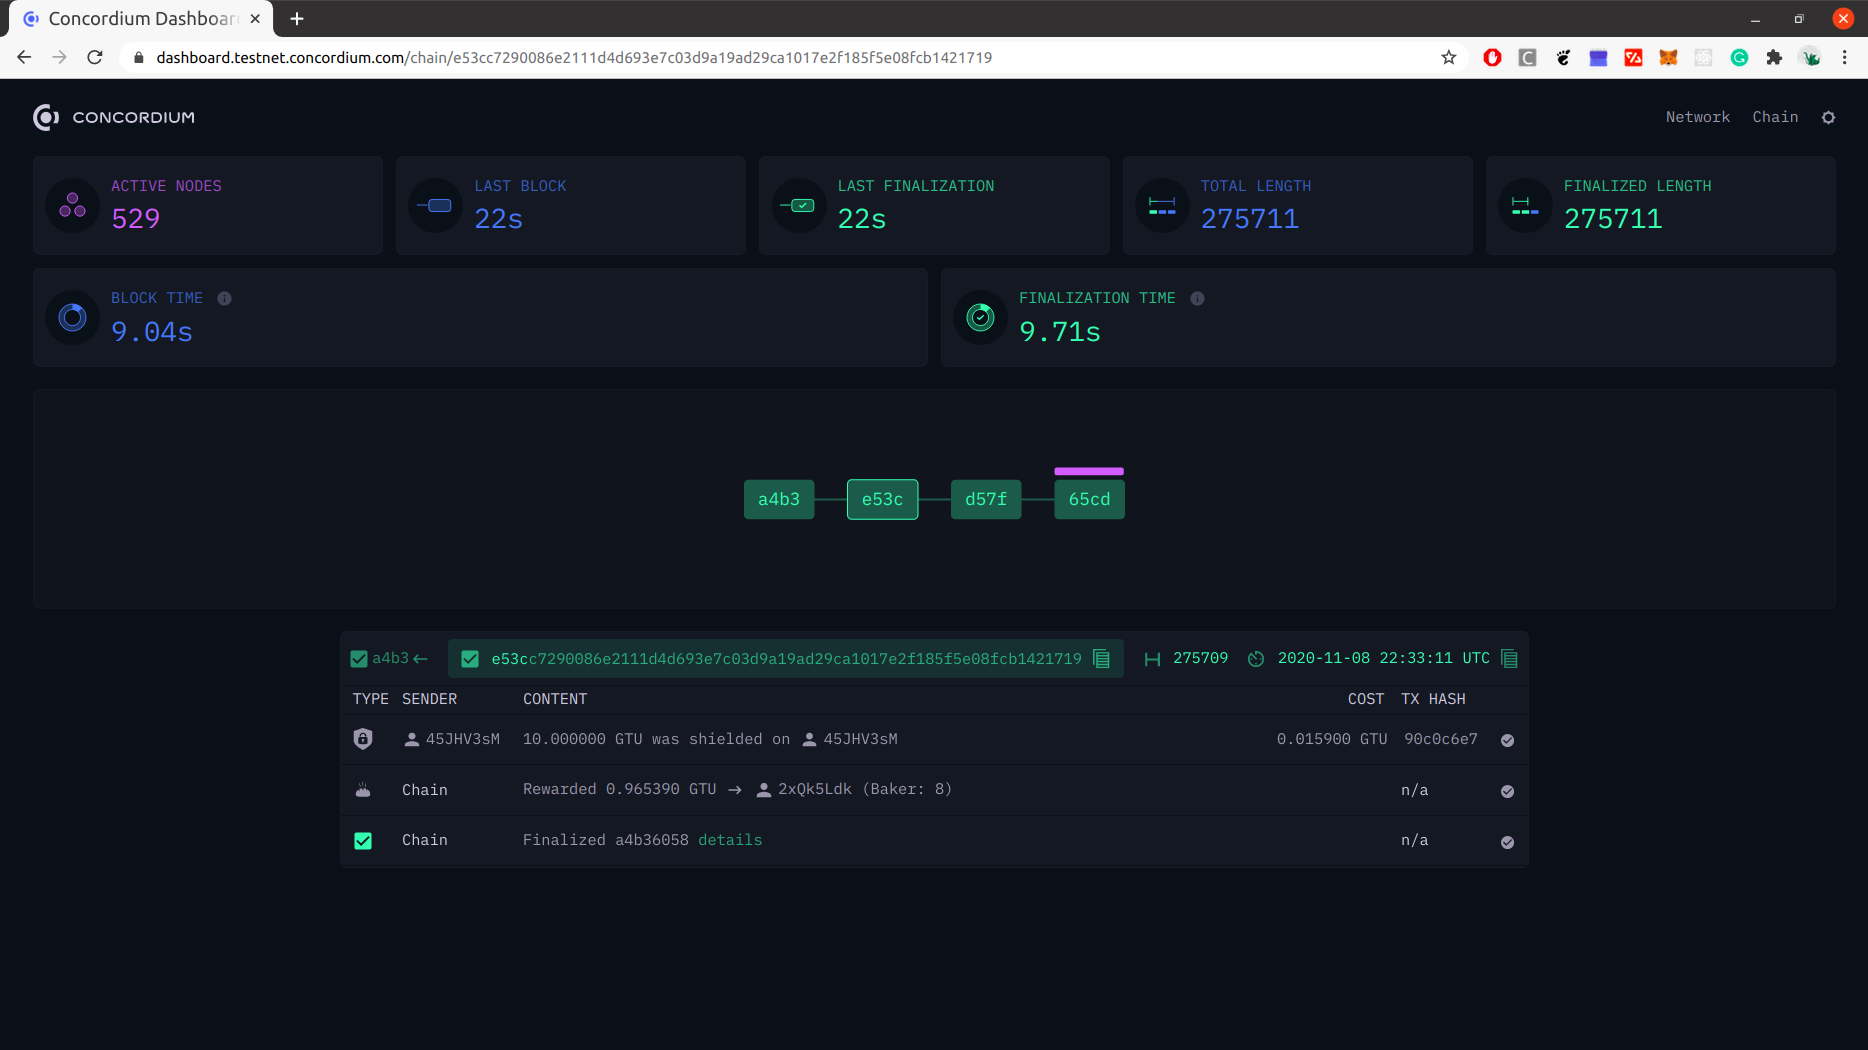 Concordium Dashboar
dashboard.testnet.concordium.com/chain/e53cc7290086e2111d4d693e7c03d9a19ad29ca1017e2f185f5e08fcb1421719
CONCORDIUM
Network Chain
ACTIVE NODES
529
LAST BLOCK
22s
LAST FINALIZATION
22s
TOTAL LENGTH
275711
FINALIZED LENGTH
275711
BLOCK TIME
9.04s
FINALIZATION TIME
9.71s
a4b3 e53c d57f 65cd
a4b3 ← e53cc7290086e2111d4d693e7c03d9a19ad29ca1017e2f185f5e08fcb1421719 275709 2020-11-08 22:33:11 UTC
TYPE SENDER CONTENT COST TX HASH
45JHV3sM 10.000000 GTU was shielded on 45JHV3sM 0.015900 GTU 90c0c6e7
Chain Rewarded 0.965390 GTU → 2xQk5Ldk (Baker: 8) n/a
Chain Finalized a4b36058 details n/a